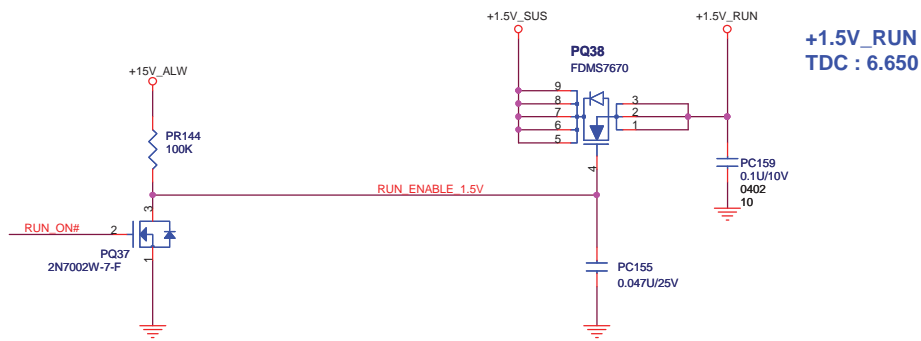 +1.5V_SUS
+1.5V_RUN
+1.5V_RUN
TDC : 6.650
PQ38
FDMS7670
+15V_ALW
9
8
7
6
5
3
2
1
4
PR144
100K
PC159
0.1U/10V
0402
10
RUN_ENABLE_1.5V
3
RUN_ON#
2
1
PQ37
2N7002W-7-F
PC155
0.047U/25V